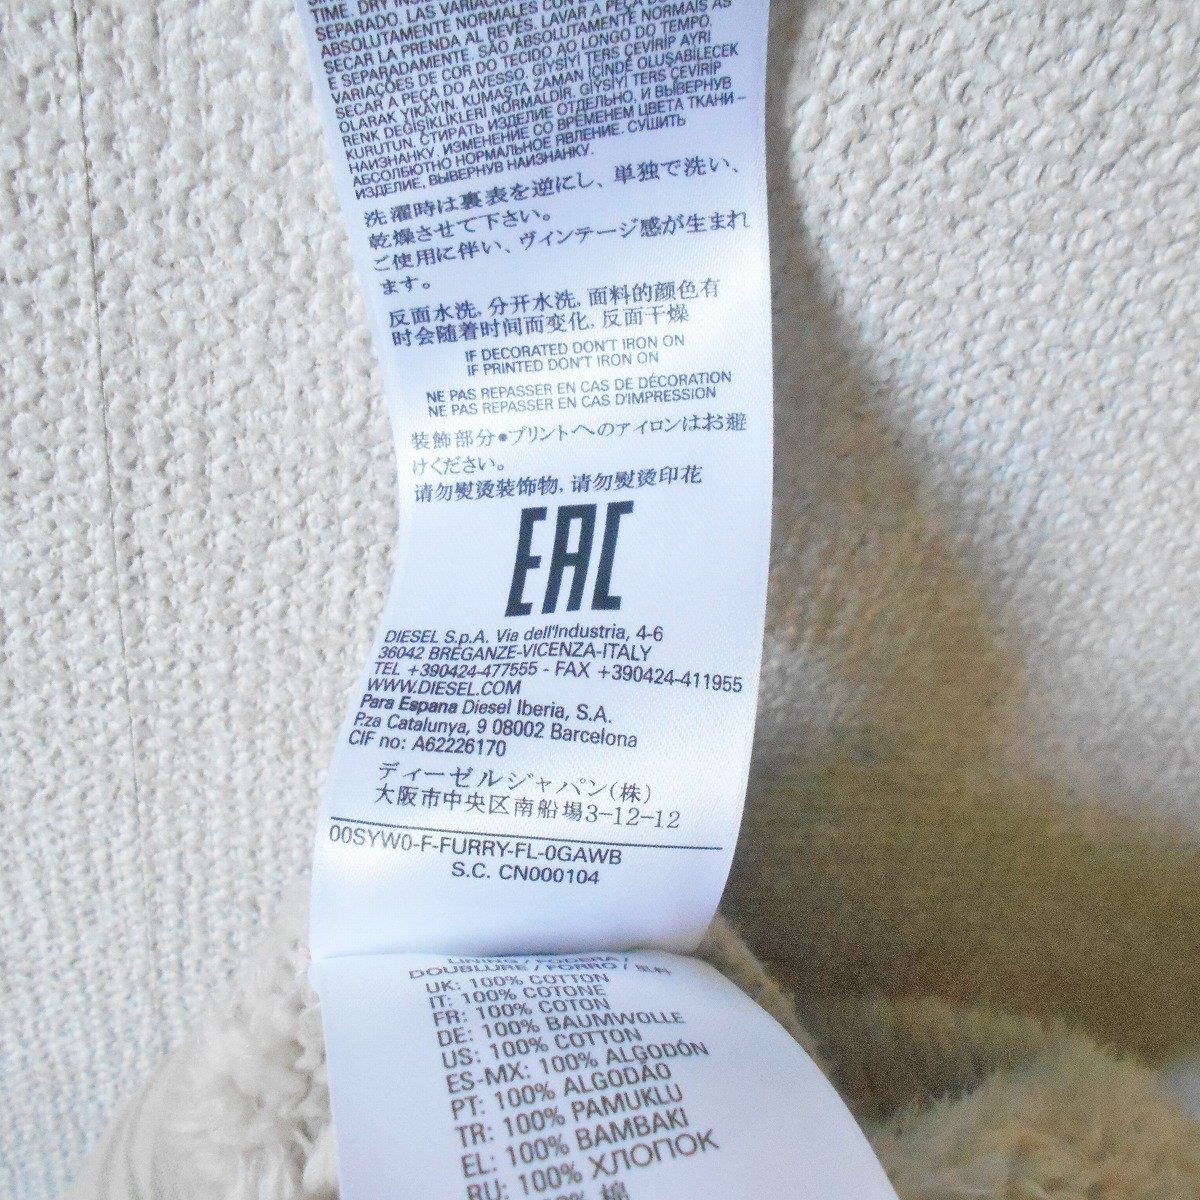 TIME. DRY
SEPARADO. LAS VARIACIO
ABSOLUTAMENTE NORMALES CON
SECAR LA PRENDA AL REVÉS. LAVAR A PEÇA DO
E SEPARADAMENTE. SÃO ABSOLUTAMENTE NORMAIS AS
VARIAÇÕES DE COR DO TECIDO AO LONGO DO TEMPO.
SECAR A PEÇA DO AVESSO. GIYSIYI TERS ÇEVİRİP AYRI
OLARAK YIKAYIN. KUMAŞTA ZAMAN İÇİNDE OLUŞABİLECEK
RENK DEĞİŞİKLİKLERİ NORMALDİR. GİYSİYİ TERS ÇEVİRİP
KURUTUN. СТИРАТЬ ИЗДЕЛИЕ ОТДЕЛЬНО, И ВЫВЕРНУВ
НАИЗНАНКУ. ИЗМЕНЕНИЕ СО ВРЕМЕНЕМ ЦВЕТА ТКАНИ –
АБСОЛЮТНО НОРМАЛЬНОЕ ЯВЛЕНИЕ. СУШИТЬ
ИЗДЕЛИЕ, ВЫВЕРНУВ НАИЗНАНКУ.
洗濯時は裏表を逆にし、単独で洗い、
乾燥させて下さい。
ご使用に伴い、ヴィンテージ感が生まれ
ます。
反面水洗, 分开水洗, 面料的颜色有
时会随着时间而变化, 反面干燥
IF DECORATED DON'T IRON ON
IF PRINTED DON'T IRON ON
NE PAS REPASSER EN CAS DE DÉCORATION
NE PAS REPASSER EN CAS D'IMPRESSION
装飾部分•プリントへのアイロンはお避
けください。
请勿熨烫装饰物, 请勿熨烫印花
EAC
DIESEL S.p.A. Via dell'Industria, 4-6
36042 BREGANZE-VICENZA-ITALY
TEL +390424-477555 - FAX +390424-411955
WWW.DIESEL.COM
Para Espana Diesel Iberia, S.A.
P.za Catalunya, 9 08002 Barcelona
CIF no: A62226170
ディーゼルジャパン(株)
大阪市中央区南船場3-12-12
00SYW0-F-FURRY-FL-0GAWB
S.C. CN000104
LINING / FODERA /
DOUBLURE / FORRO /
UK: 100% COTTON
IT: 100% COTONE
FR: 100% COTON
DE: 100% BAUMWOLLE
US: 100% COTTON
ES-MX: 100% ALGODÓN
PT: 100% ALGODÃO
TR: 100% PAMUKLU
EL: 100% BAMBAKI
RU: 100% ХЛОПОК
棉